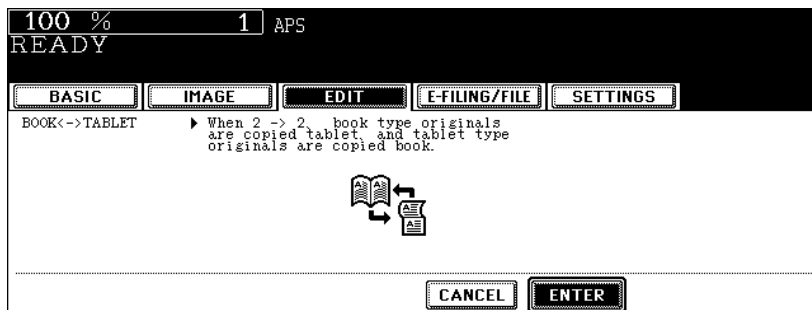 100 % 1 APS
READY
BASIC IMAGE EDIT E-FILING/FILE SETTINGS
BOOK<->TABLET ▶ When 2 -> 2, book type originals
are copied tablet, and tablet type
originals are copied book.
A A
A
A
CANCEL ENTER